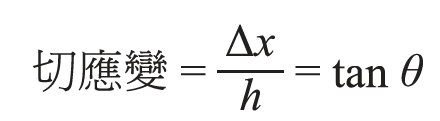 切應變 = Δx / h = tan θ